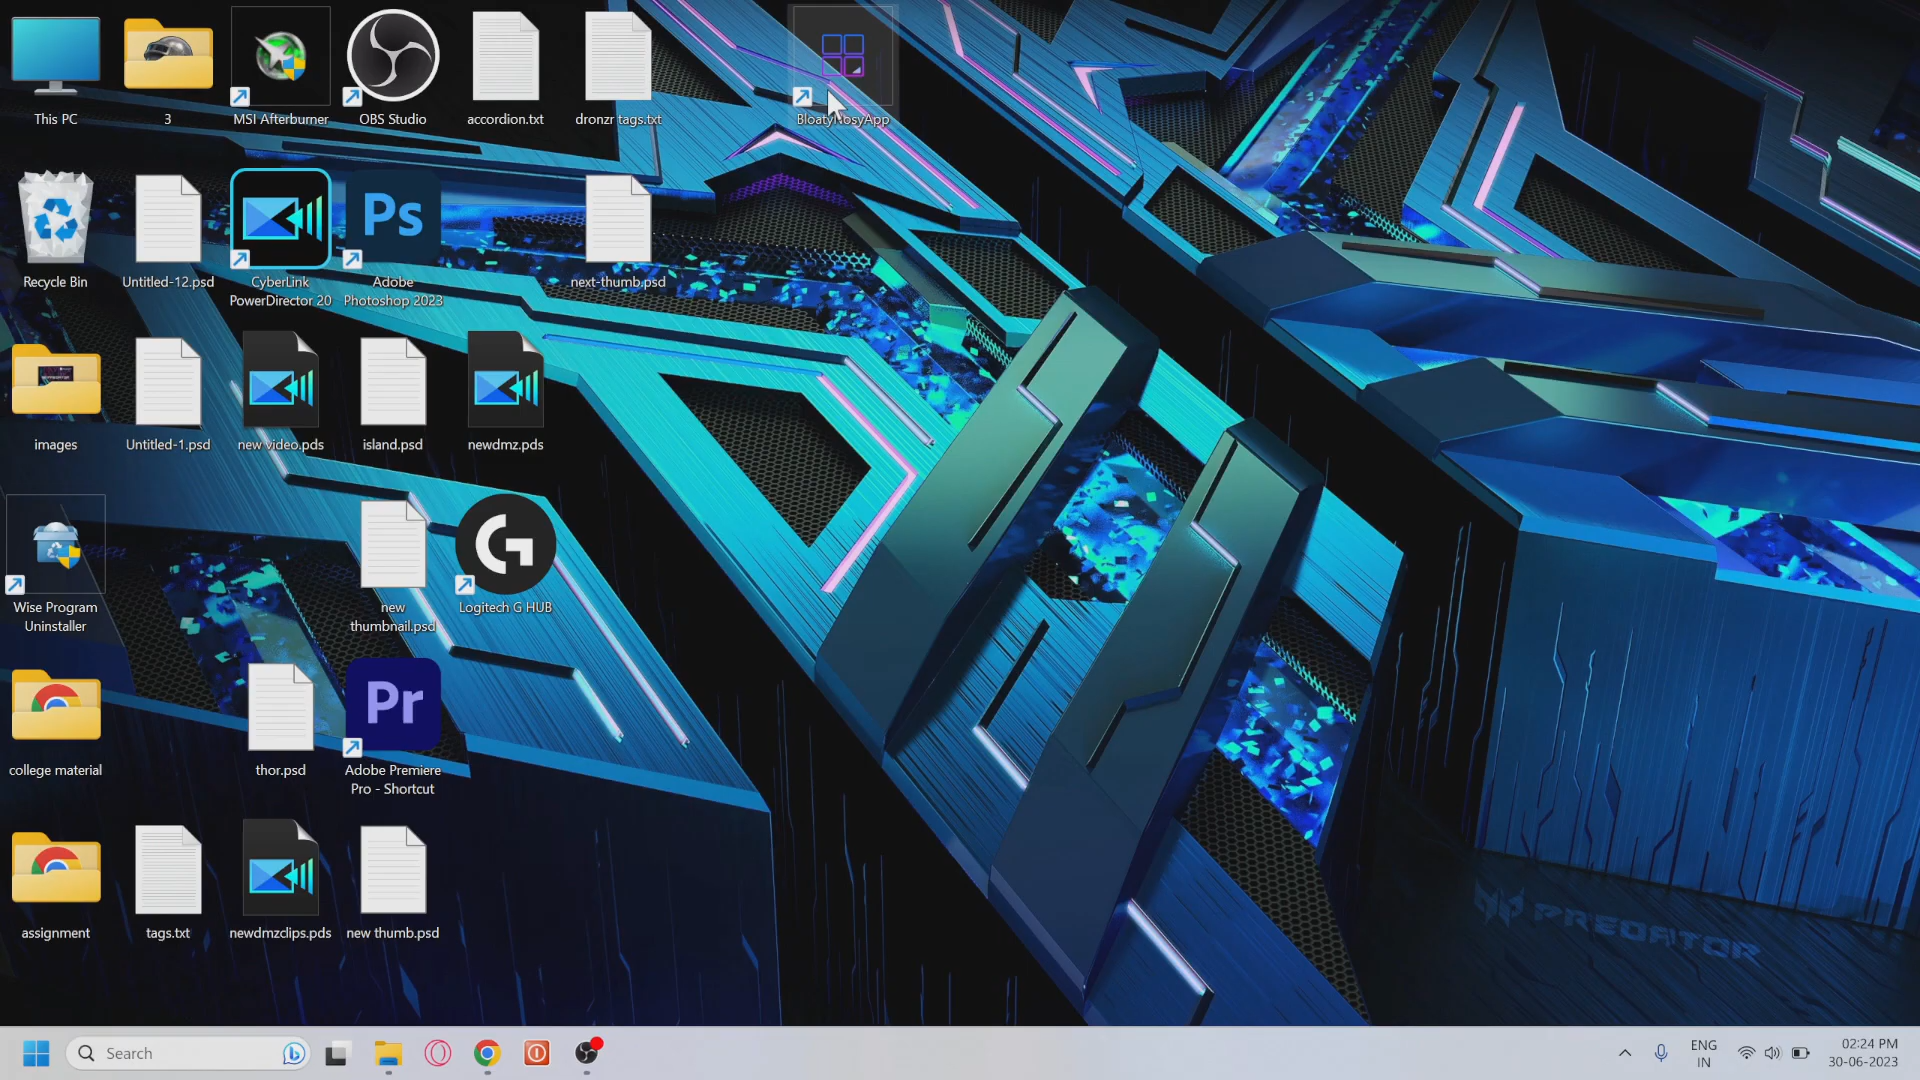 This PC
3
MSI Afterburner
OBS Studio
accordion.txt
dronzr tags.txt
BloatyNosyApp
Recycle Bin
Untitled-12.psd
CyberLink
PowerDirector 20
Ps
Adobe
Photoshop 2023
next-thumb.psd
images
Untitled-1.psd
new video.pds
island.psd
newdmz.pds
Wise Program
Uninstaller
new
thumbnail.psd
Logitech G HUB
college material
thor.psd
Pr
Adobe Premiere
Pro - Shortcut
assignment
tags.txt
newdmzclips.pds
new thumb.psd
PREDATOR
Search
ENG
IN
02:24 PM
30-06-2023